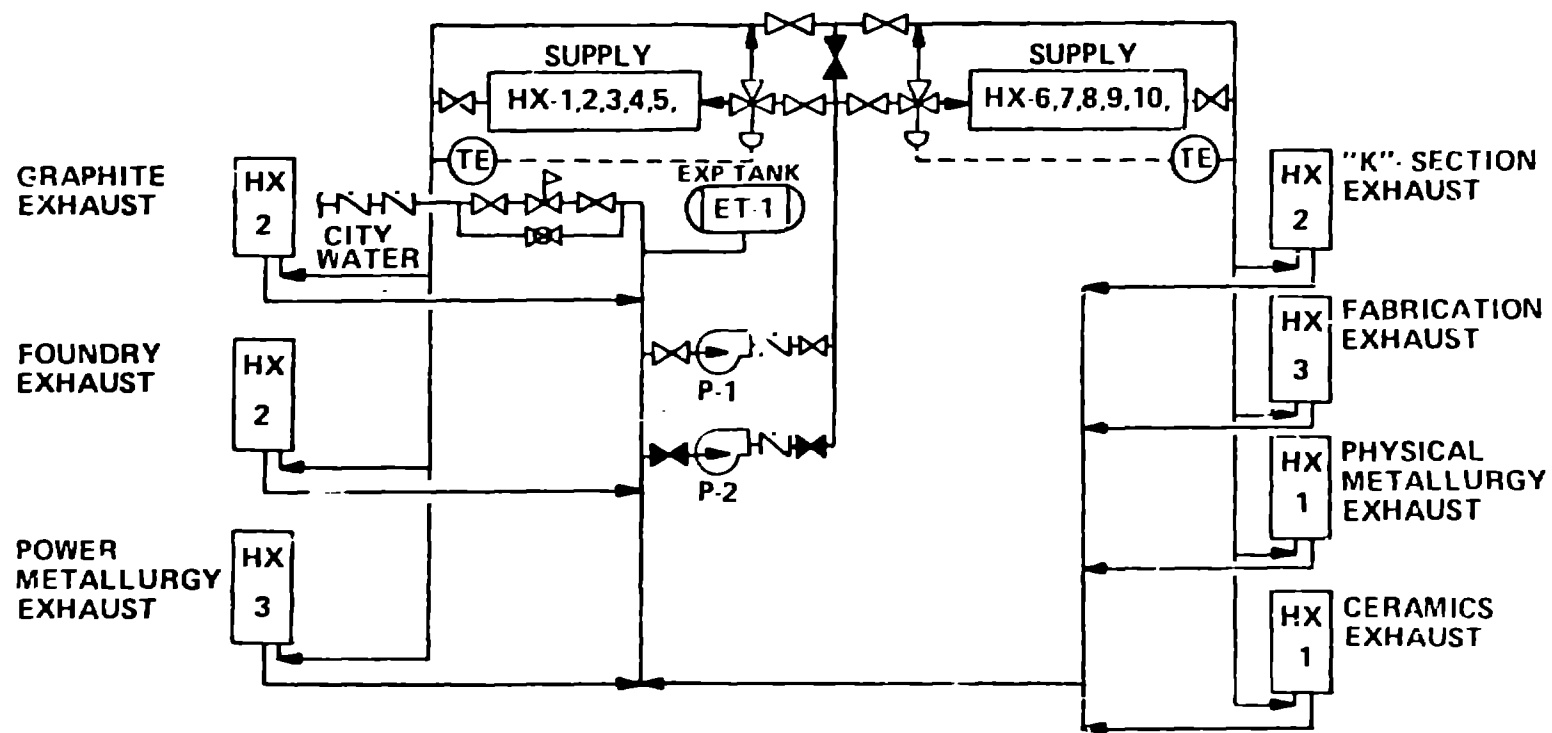 SUPPLY
HX-1,2,3,4,5,
SUPPLY
HX-6,7,8,9,10,
TE
TE
EXP TANK
ET-1
CITY
WATER
GRAPHITE
EXHAUST
HX
2
FOUNDRY
EXHAUST
HX
2
POWER
METALLURGY
EXHAUST
HX
3
P-1
P-2
HX
2
"K"- SECTION
EXHAUST
HX
3
FABRICATION
EXHAUST
HX
1
PHYSICAL
METALLURGY
EXHAUST
HX
1
CERAMICS
EXHAUST